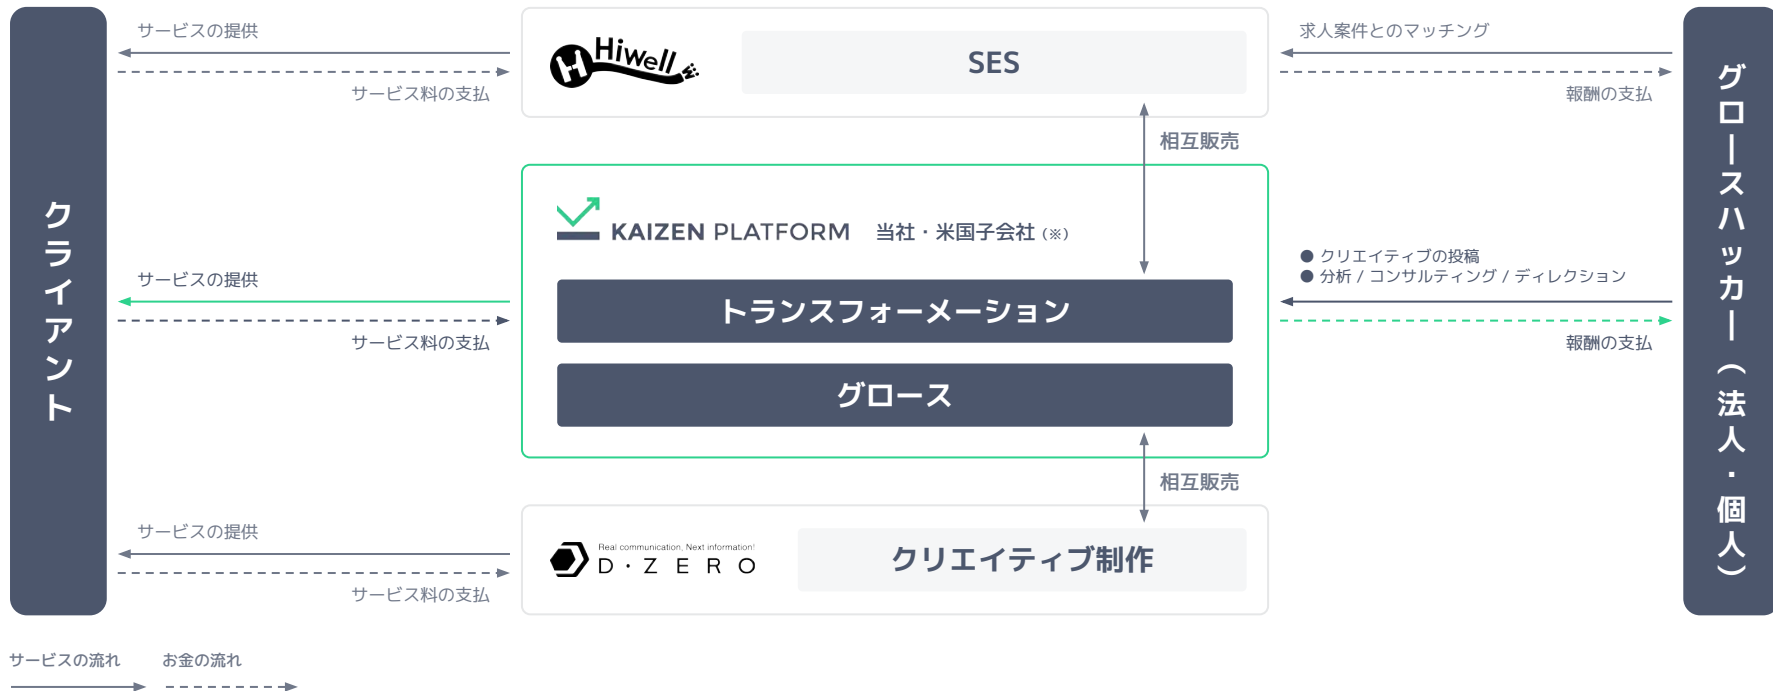 クライアント
サービスの提供
サービス料の支払
Hiwell
SES
求人案件とのマッチング
報酬の支払
相互販売
KAIZEN PLATFORM 当社・米国子会社(※)
サービスの提供
サービス料の支払
トランスフォーメーション
グロース
● クリエイティブの投稿
● 分析 / コンサルティング / ディレクション
報酬の支払
相互販売
サービスの提供
サービス料の支払
Real communication, Next information!
D・ZERO
クリエイティブ制作
グロースハッカー(法人・個人)
サービスの流れ
お金の流れ